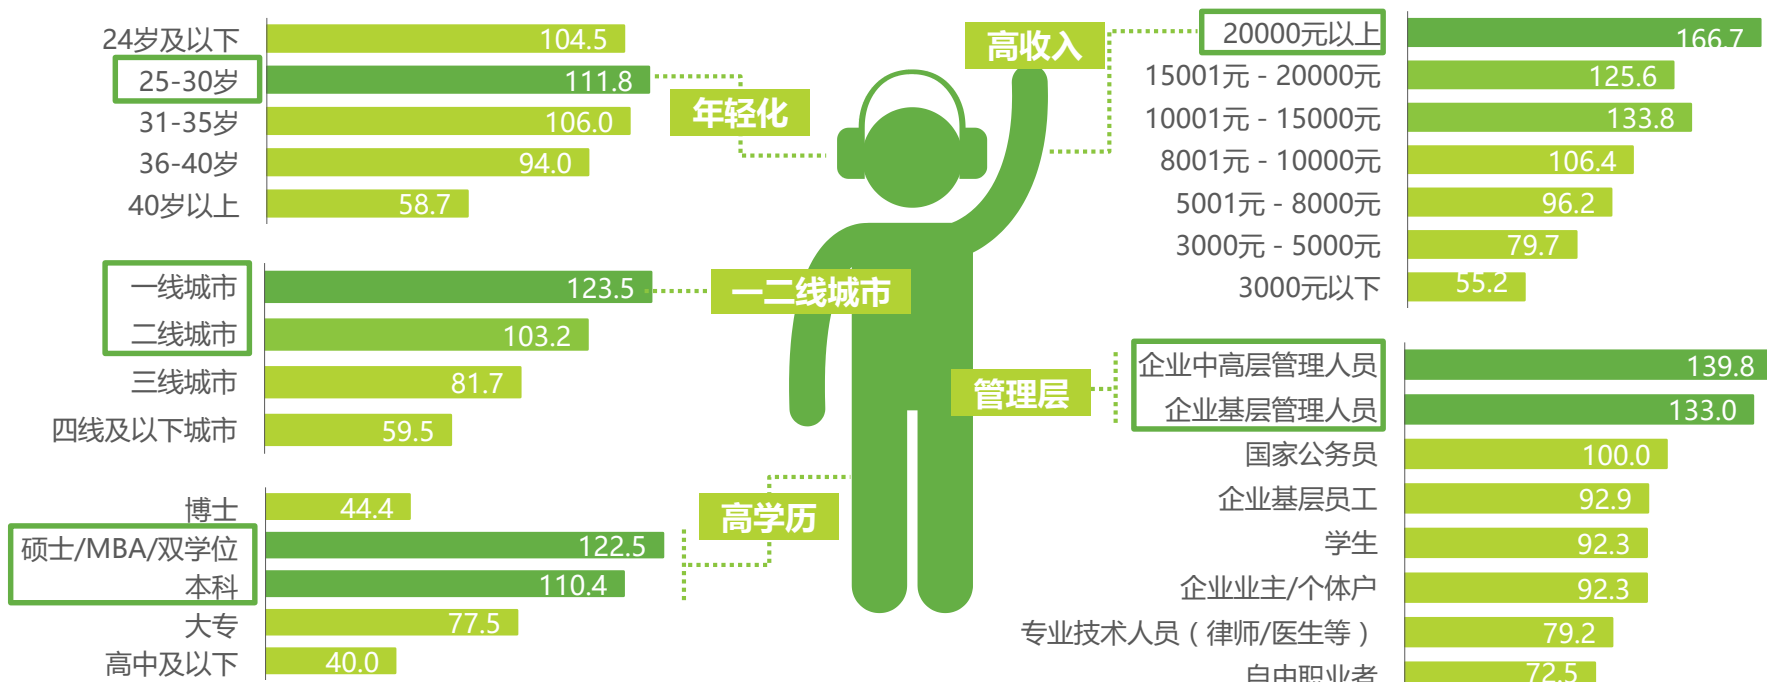 24岁及以下 104.5
25-30岁 111.8
31-35岁 106.0
36-40岁 94.0
40岁以上 58.7
年轻化
高收入
20000元以上 166.7
15001元 - 20000元 125.6
10001元 - 15000元 133.8
8001元 - 10000元 106.4
5001元 - 8000元 96.2
3000元 - 5000元 79.7
3000元以下 55.2
一线城市 123.5
二线城市 103.2
三线城市 81.7
四线及以下城市 59.5
一二线城市
管理层
企业中高层管理人员 139.8
企业基层管理人员 133.0
国家公务员 100.0
企业基层员工 92.9
学生 92.3
企业业主/个体户 92.3
专业技术人员（律师/医生等） 79.2
自由职业者 72.5
博士 44.4
硕士/MBA/双学位 122.5
本科 110.4
大专 77.5
高中及以下 40.0
高学历